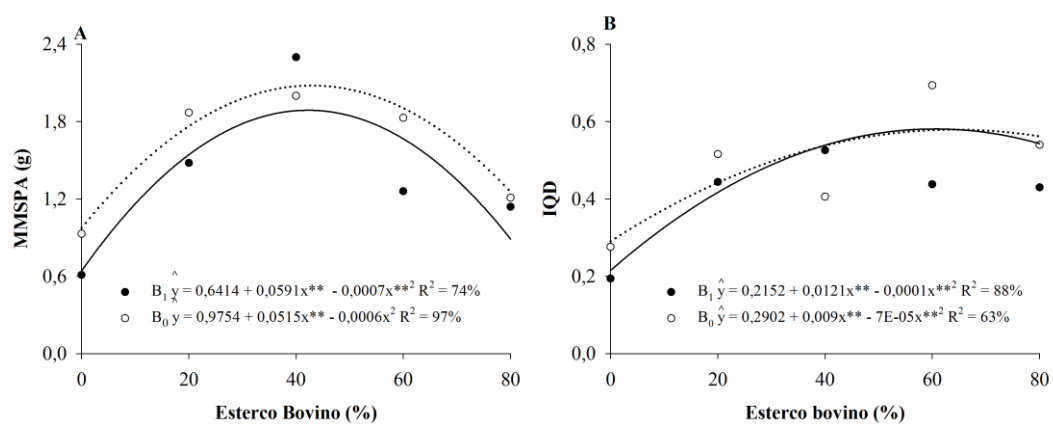 A
2,4
1,8
1,2
0,6
0,0
MMSPA (g)
B₁ ŷ = 0,6414 + 0,0591x** - 0,0007x**² R² = 74%
B₀ ŷ = 0,9754 + 0,0515x** - 0,0006x² R² = 97%
0 20 40 60 80
Esterco Bovino (%)
B
0,8
0,6
0,4
0,2
0,0
IQD
B₁ ŷ = 0,2152 + 0,0121x** - 0,0001x**² R² = 88%
B₀ ŷ = 0,2902 + 0,009x** - 7E-05x**² R² = 63%
0 20 40 60 80
Esterco bovino (%)